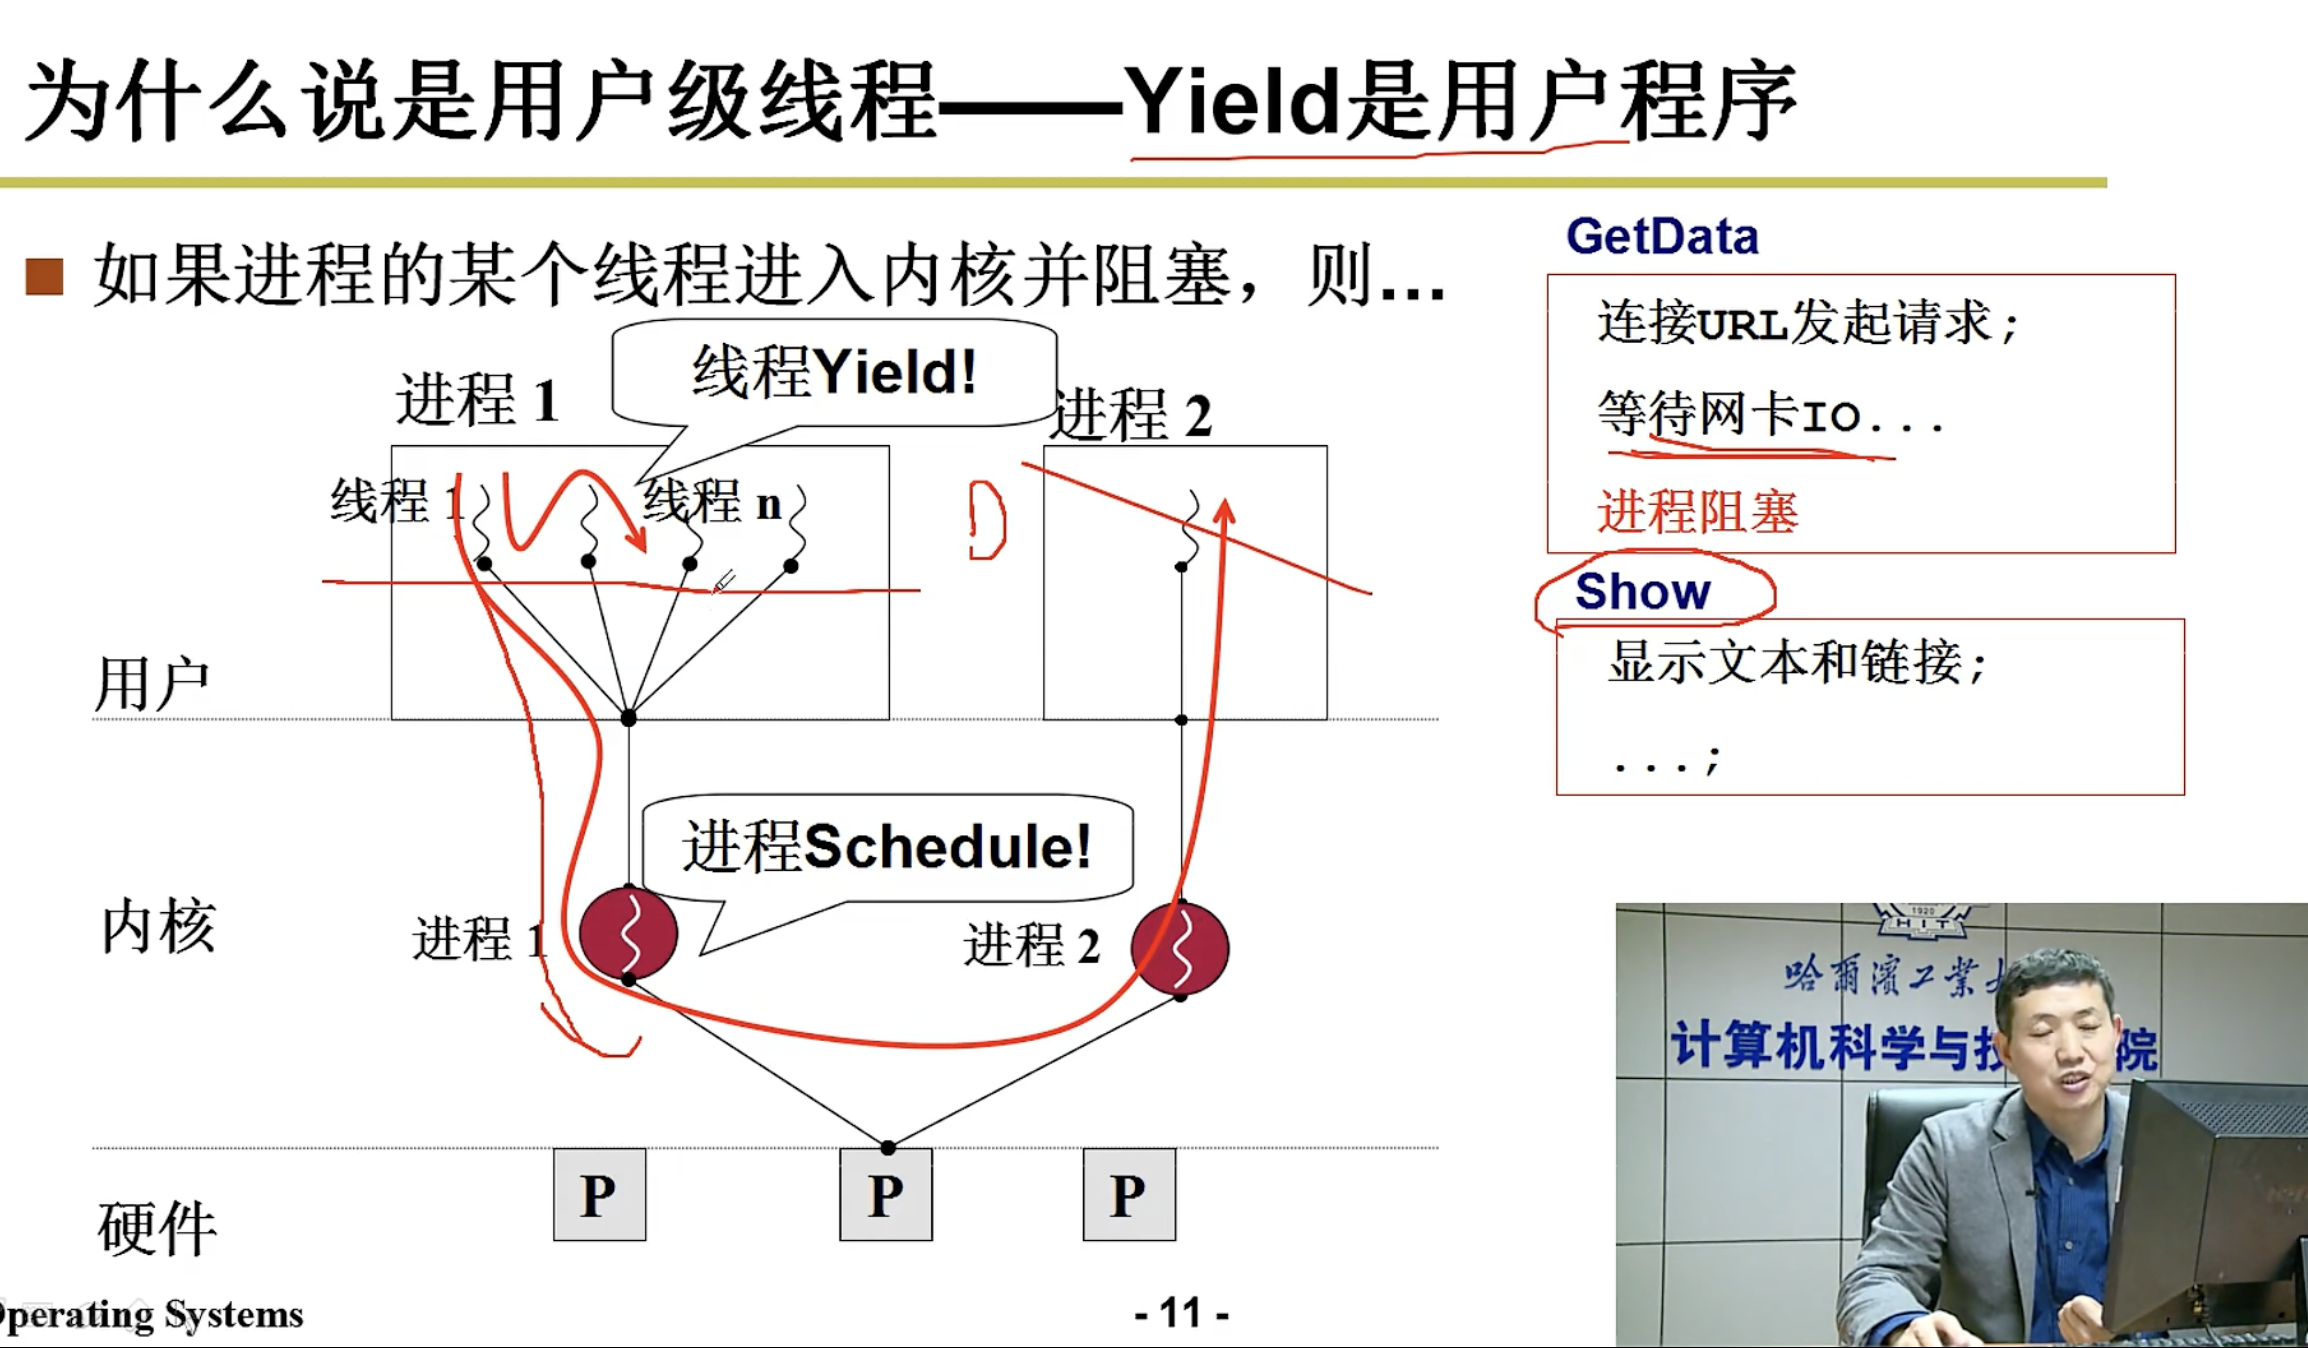 为什么说是用户级线程——Yield是用户程序
如果进程的某个线程进入内核并阻塞，则...
线程Yield!
进程 1
进程 2
线程 1
线程 n
用户
进程Schedule!
内核
进程 1
进程 2
硬件
P
P
P
GetData
连接URL发起请求;
等待网卡IO...
进程阻塞
Show
显示文本和链接;
...;
1920
HIT
哈爾濱工業
计算机科学与技 院
Operating Systems
- 11 -